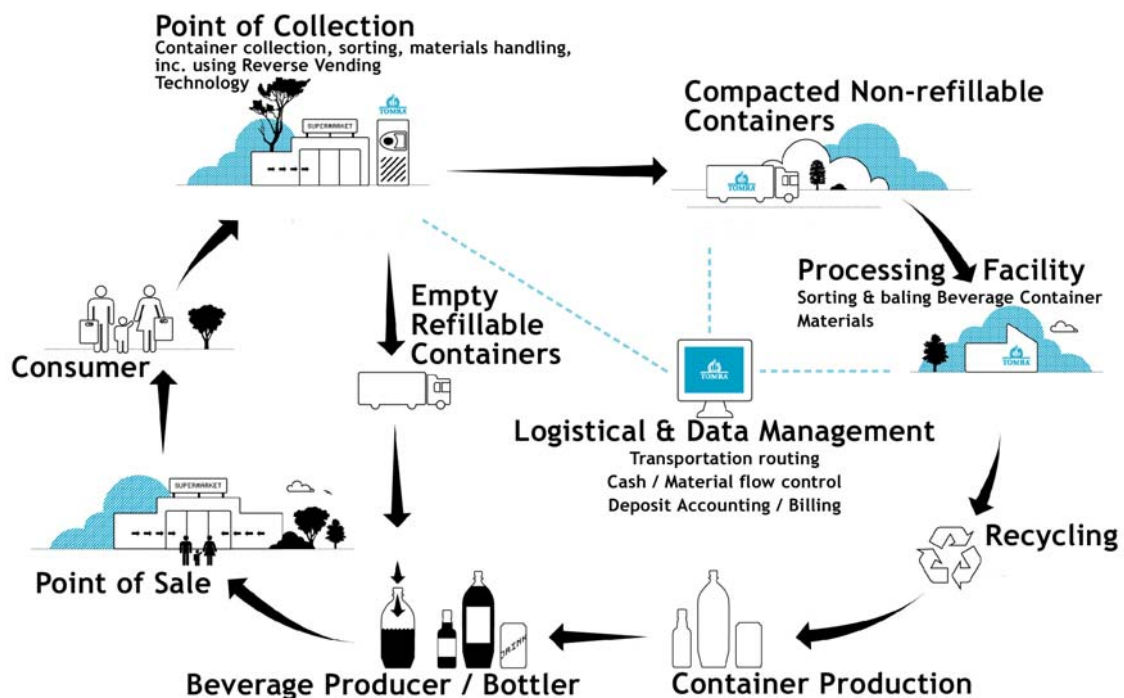 Point of Collection
Container collection, sorting, materials handling,
inc. using Reverse Vending
Technology
TOMRA
SUPERMARKET
Compacted Non-refillable
Containers
TOMRA
Processing Facility
Sorting & baling Beverage Container
Materials
TOMRA
Empty
Refillable
Containers
Consumer
TOMRA
Logistical & Data Management
Transportation routing
Cash / Material flow control
Deposit Accounting / Billing
SUPERMARKET
Point of Sale
Recycling
DRINK
Beverage Producer / Bottler
Container Production